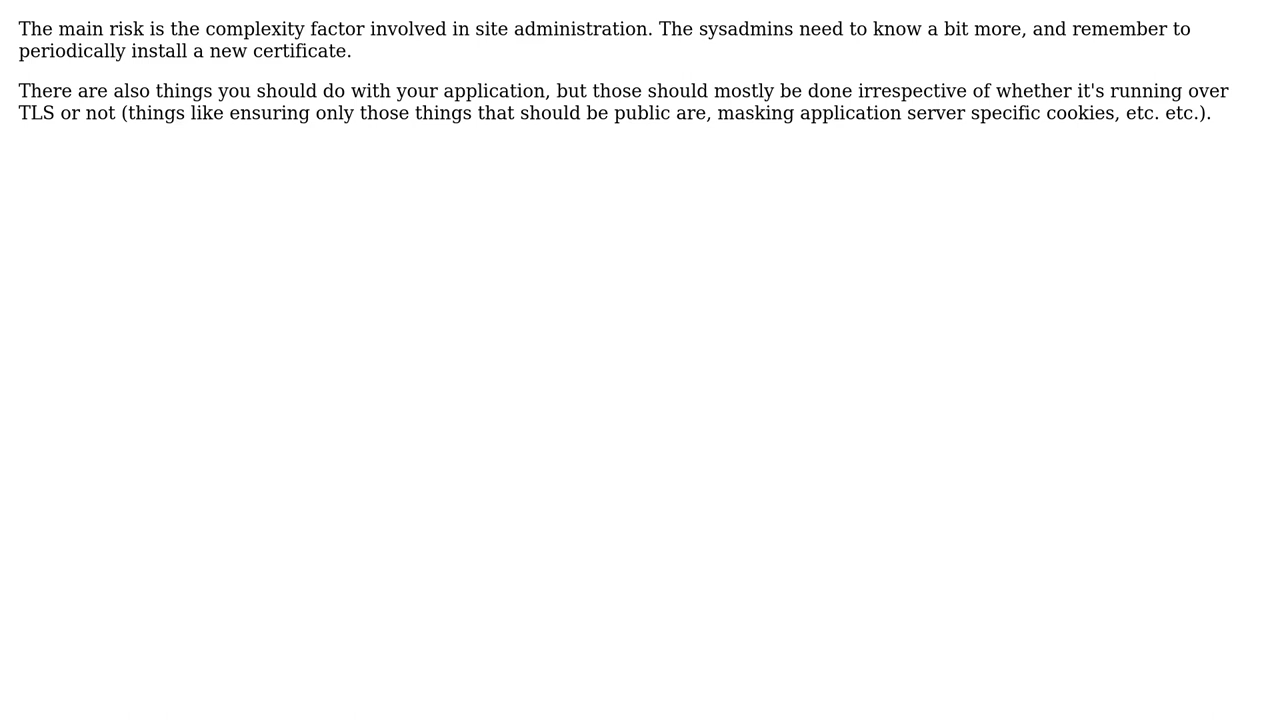 The main risk is the complexity factor involved in site administration. The sysadmins need to know a bit more, and remember to
periodically install a new certificate.
There are also things you should do with your application, but those should mostly be done irrespective of whether it's running over
TLS or not (things like ensuring only those things that should be public are, masking application server specific cookies, etc. etc.).